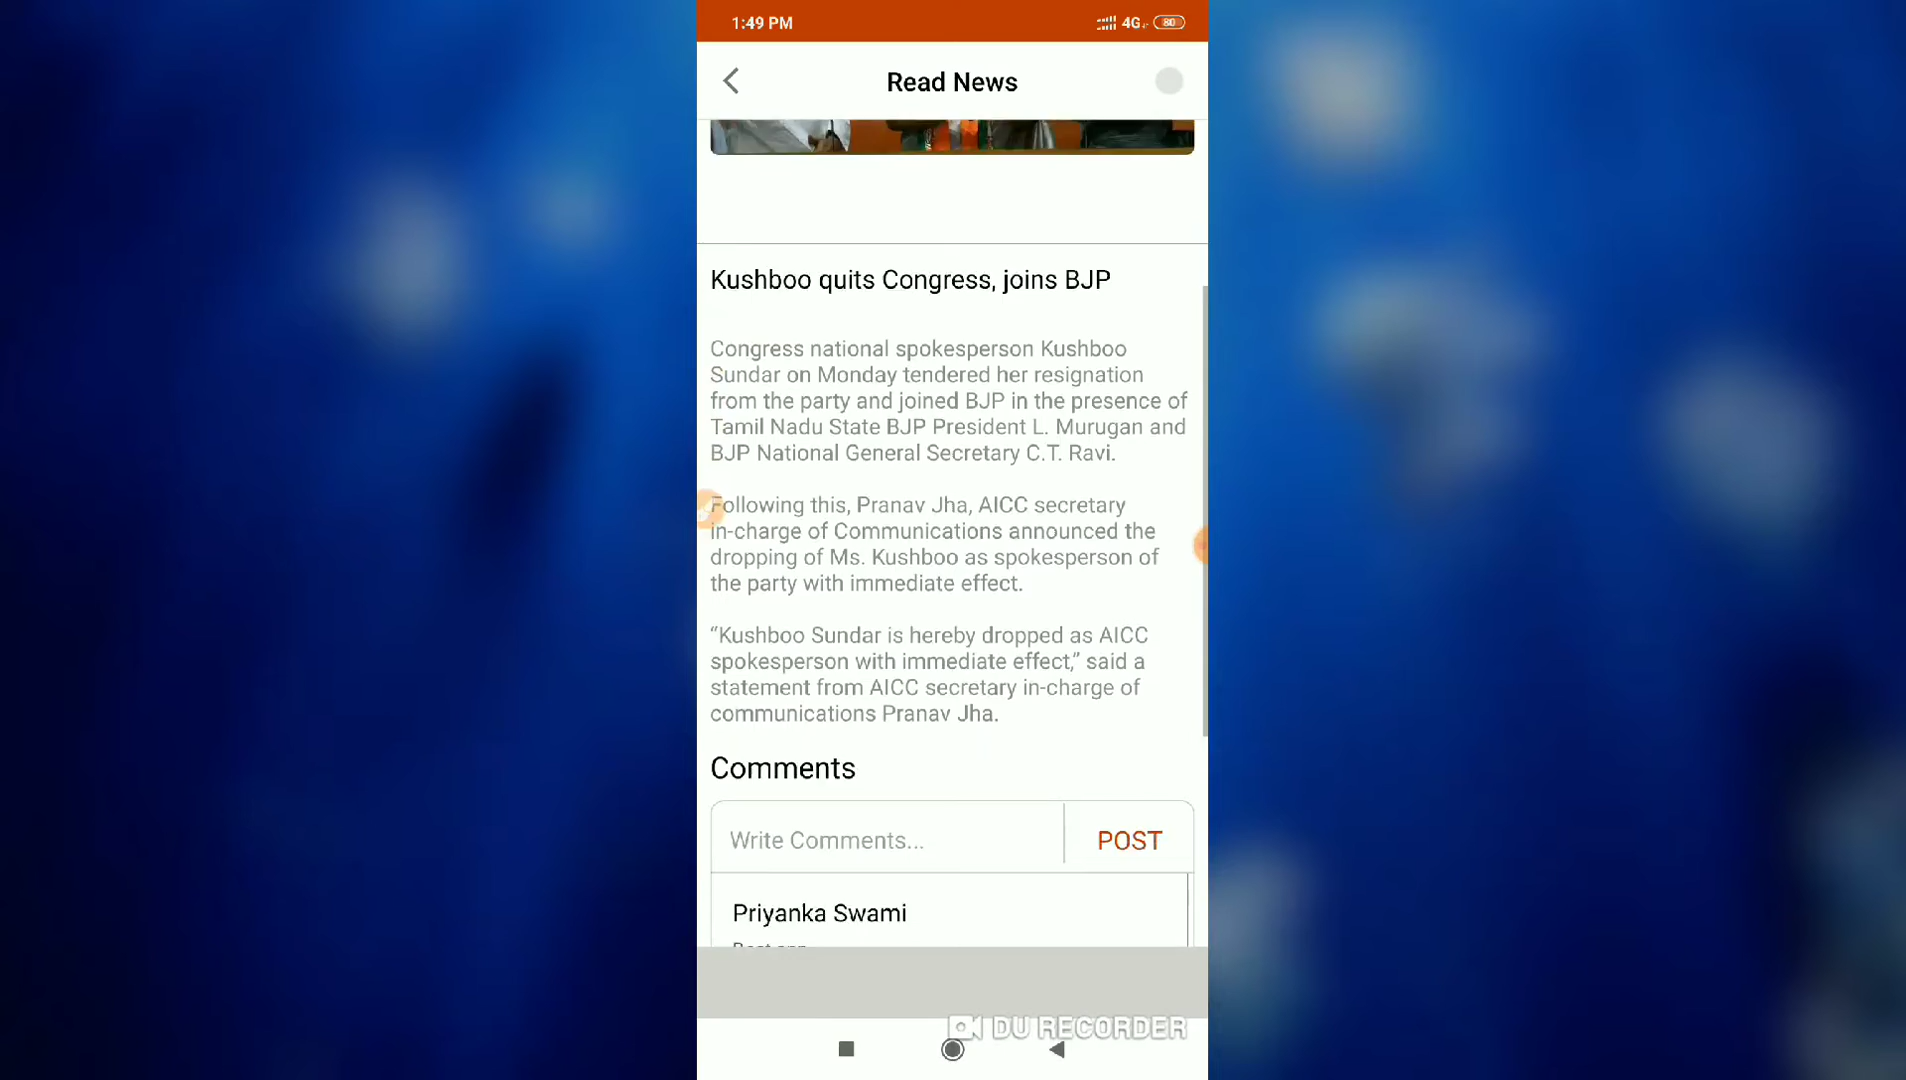 1:49 PM
4G
80
Read News
Kushboo quits Congress, joins BJP
Congress national spokesperson Kushboo
Sundar on Monday tendered her resignation
from the party and joined BJP in the presence of
Tamil Nadu State BJP President L. Murugan and
BJP National General Secretary C.T. Ravi.
Following this, Pranav Jha, AICC secretary
in-charge of Communications announced the
dropping of Ms. Kushboo as spokesperson of
the party with immediate effect.
“Kushboo Sundar is hereby dropped as AICC
spokesperson with immediate effect,” said a
statement from AICC secretary in-charge of
communications Pranav Jha.
Comments
Write Comments...
POST
Priyanka Swami
DU RECORDER